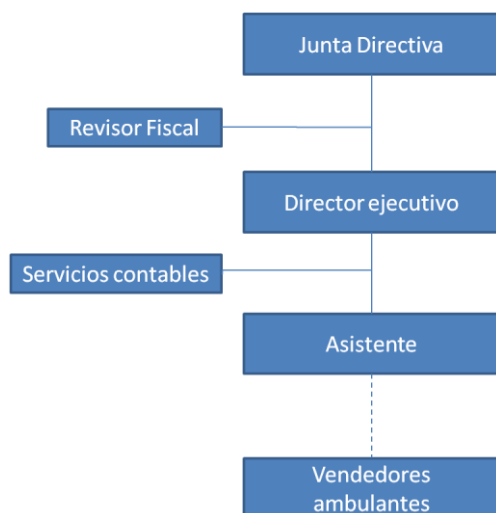 Junta Directiva
Revisor Fiscal
Director ejecutivo
Servicios contables
Asistente
Vendedores
ambulantes